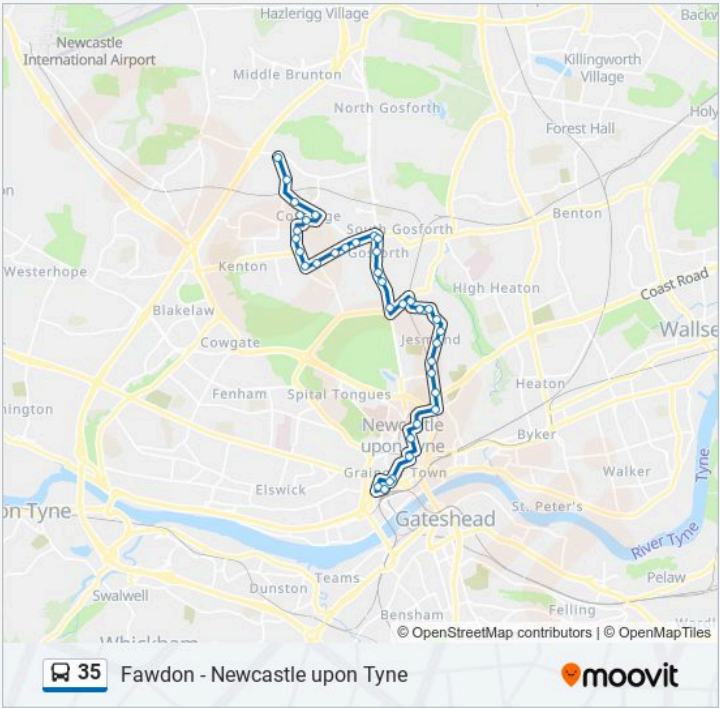 Hazlerigg Village
Backw
Newcastle
International Airport
Killingworth
Village
Middle Brunton
North Gosforth
Holy
Forest Hall
on
Benton
South Gosforth
Gosforth
Westerhope
Kenton
Coast Road
High Heaton
Blakelaw
Wallse
Cowgate
Jesmond
Heaton
Fenham
Spital Tongues
nington
Newcastle
upon Tyne
Byker
Town
Walker
Tyne
Elswick
on Tyne
St. Peter's
Gateshead
River Tyne
Teams
Pelaw
Dunston
Swalwell
Felling
Bensham
Whickham
© OpenStreetMap contributors | © OpenMapTiles
35 Fawdon - Newcastle upon Tyne
moovit